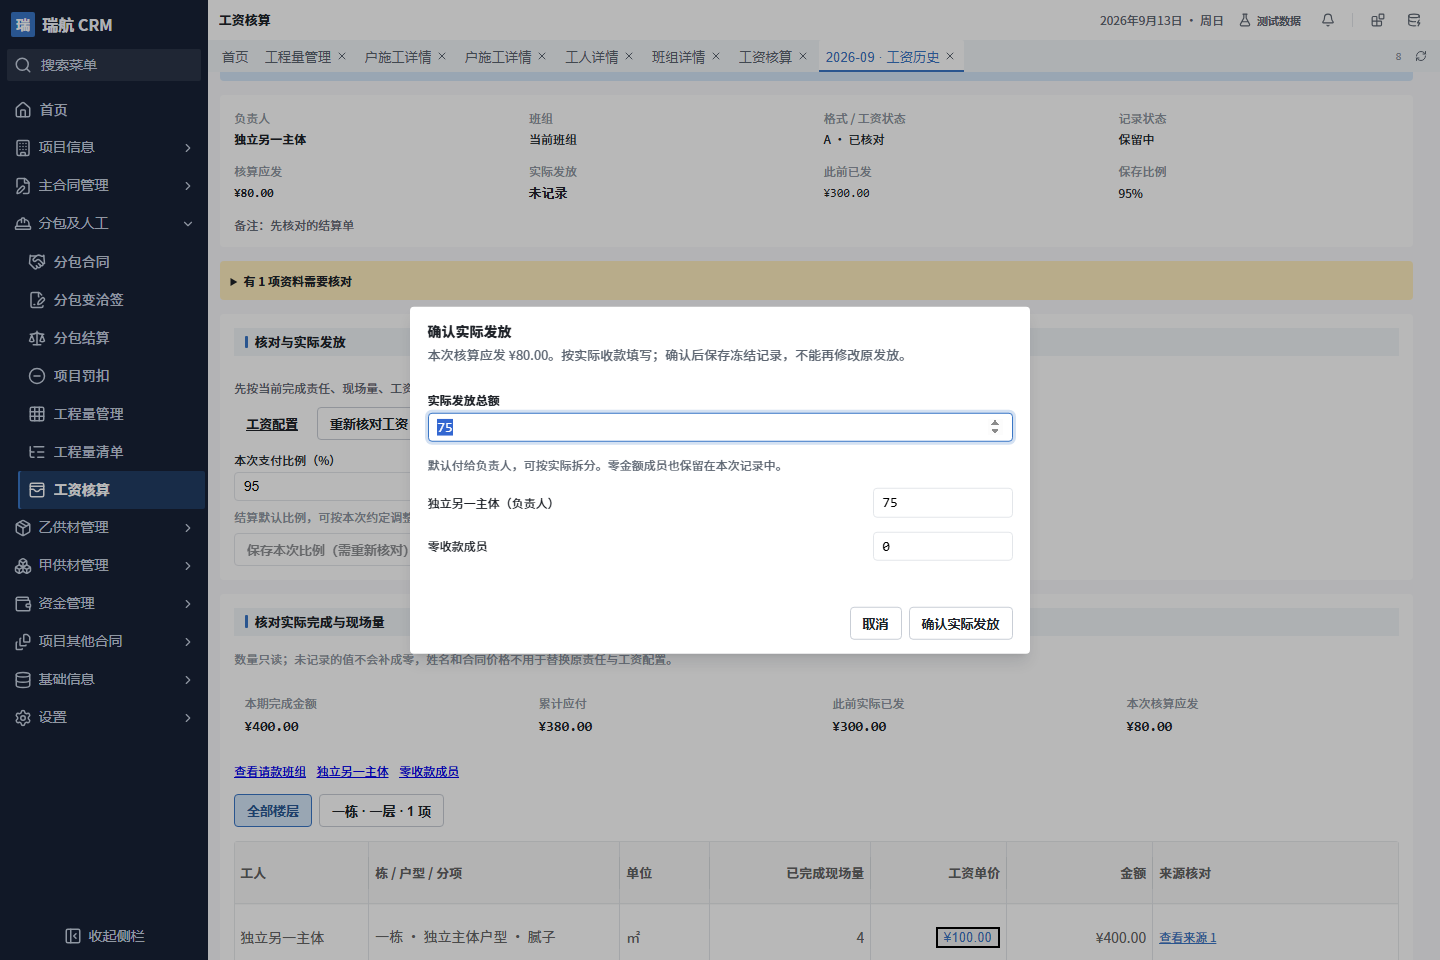 瑞 瑞航 CRM
搜索菜单
首页
项目信息
主合同管理
分包及人工
分包合同
分包变洽签
分包结算
项目罚扣
工程量管理
工程量清单
工资核算
乙供材管理
甲供材管理
资金管理
项目其他合同
基础信息
设置
收起侧栏
工资核算
2026年9月13日 · 周日 测试数据
首页 工程量管理 户施工详情 户施工详情 工人详情 班组详情 工资核算 2026-09 · 工资历史 8
负责人 班组 格式 / 工资状态 记录状态
独立另一主体 当前班组 A · 已核对 保留中
核算应发 实际发放 此前已发 保存比例
¥80.00 未记录 ¥300.00 95%
备注：先核对的结算单
有 1 项资料需要核对
核对与实际发放
先按当前完成责任、现场量、工资
工资配置 重新核对工资
本次支付比例（%）
95
结算默认比例，可按本次约定调整
保存本次比例（需重新核对）
确认实际发放
本次核算应发 ¥80.00。按实际收款填写；确认后保存冻结记录，不能再修改原发放。
实际发放总额
75
默认付给负责人，可按实际拆分。零金额成员也保留在本次记录中。
独立另一主体（负责人） 75
零收款成员 0
取消 确认实际发放
核对实际完成与现场量
数量只读；未记录的值不会补成零，姓名和合同价格不用于替换原责任与工资配置。
本期完成金额 累计应付 此前实际已发 本次核算应发
¥400.00 ¥380.00 ¥300.00 ¥80.00
查看请款班组 独立另一主体 零收款成员
全部楼层 一栋 · 一层 · 1 项
工人 栋 / 户型 / 分项 单位 已完成现场量 工资单价 金额 来源核对
独立另一主体 一栋 · 独立主体户型 · 腻子 ㎡ 4 ¥100.00 ¥400.00 查看来源 1